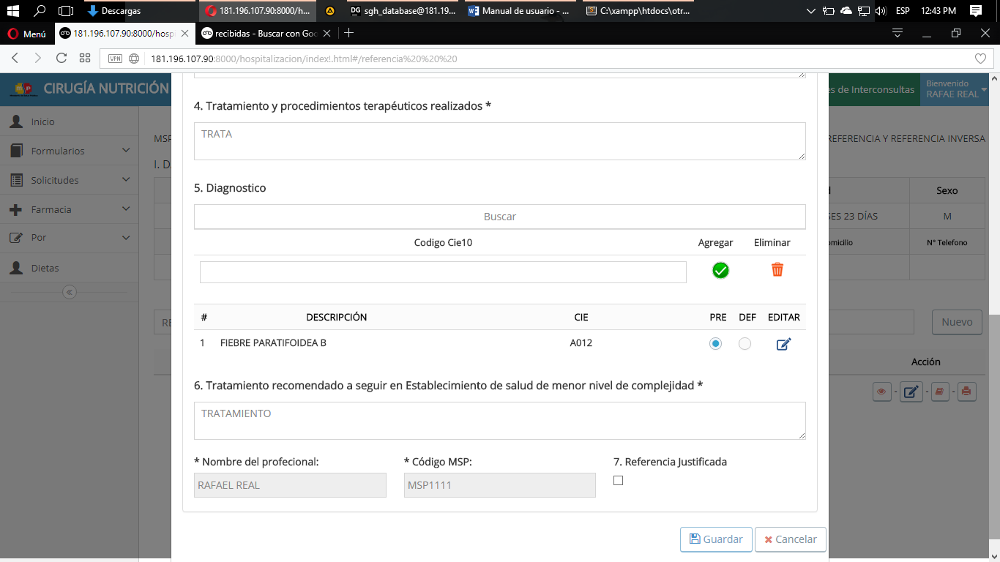 Descargas
181.196.107.90:8000/h...
DG sgh_database@181.19...
Manual de usuario - ...
C:\xampp\htdocs\otr...
ESP
12:43 PM
Menú
181.196.107.90:8000/hosp
recibidas - Buscar con Goo
VPN
181.196.107.90:8000/hospitalizacion/index!.html#/referencia%20%20%20
CIRUGÍA NUTRICIÓN
es de Interconsultas
Bienvenido
RAFAE REAL
Inicio
Formularios
Solicitudes
Farmacia
Por
Dietas
MSP
REFERENCIA Y REFERENCIA INVERSA
I. D
Sexo
ES 23 DÍAS
M
omicilio
N° Telefono
RE
Nuevo
Acción
- - -
4. Tratamiento y procedimientos terapéuticos realizados *
TRATA
5. Diagnostico
Buscar
Codigo Cie10 Agregar Eliminar
# DESCRIPCIÓN CIE PRE DEF EDITAR
1 FIEBRE PARATIFOIDEA B A012
6. Tratamiento recomendado a seguir en Establecimiento de salud de menor nivel de complejidad *
TRATAMIENTO
* Nombre del profecional: * Código MSP: 7. Referencia Justificada
RAFAEL REAL MSP1111
Guardar Cancelar